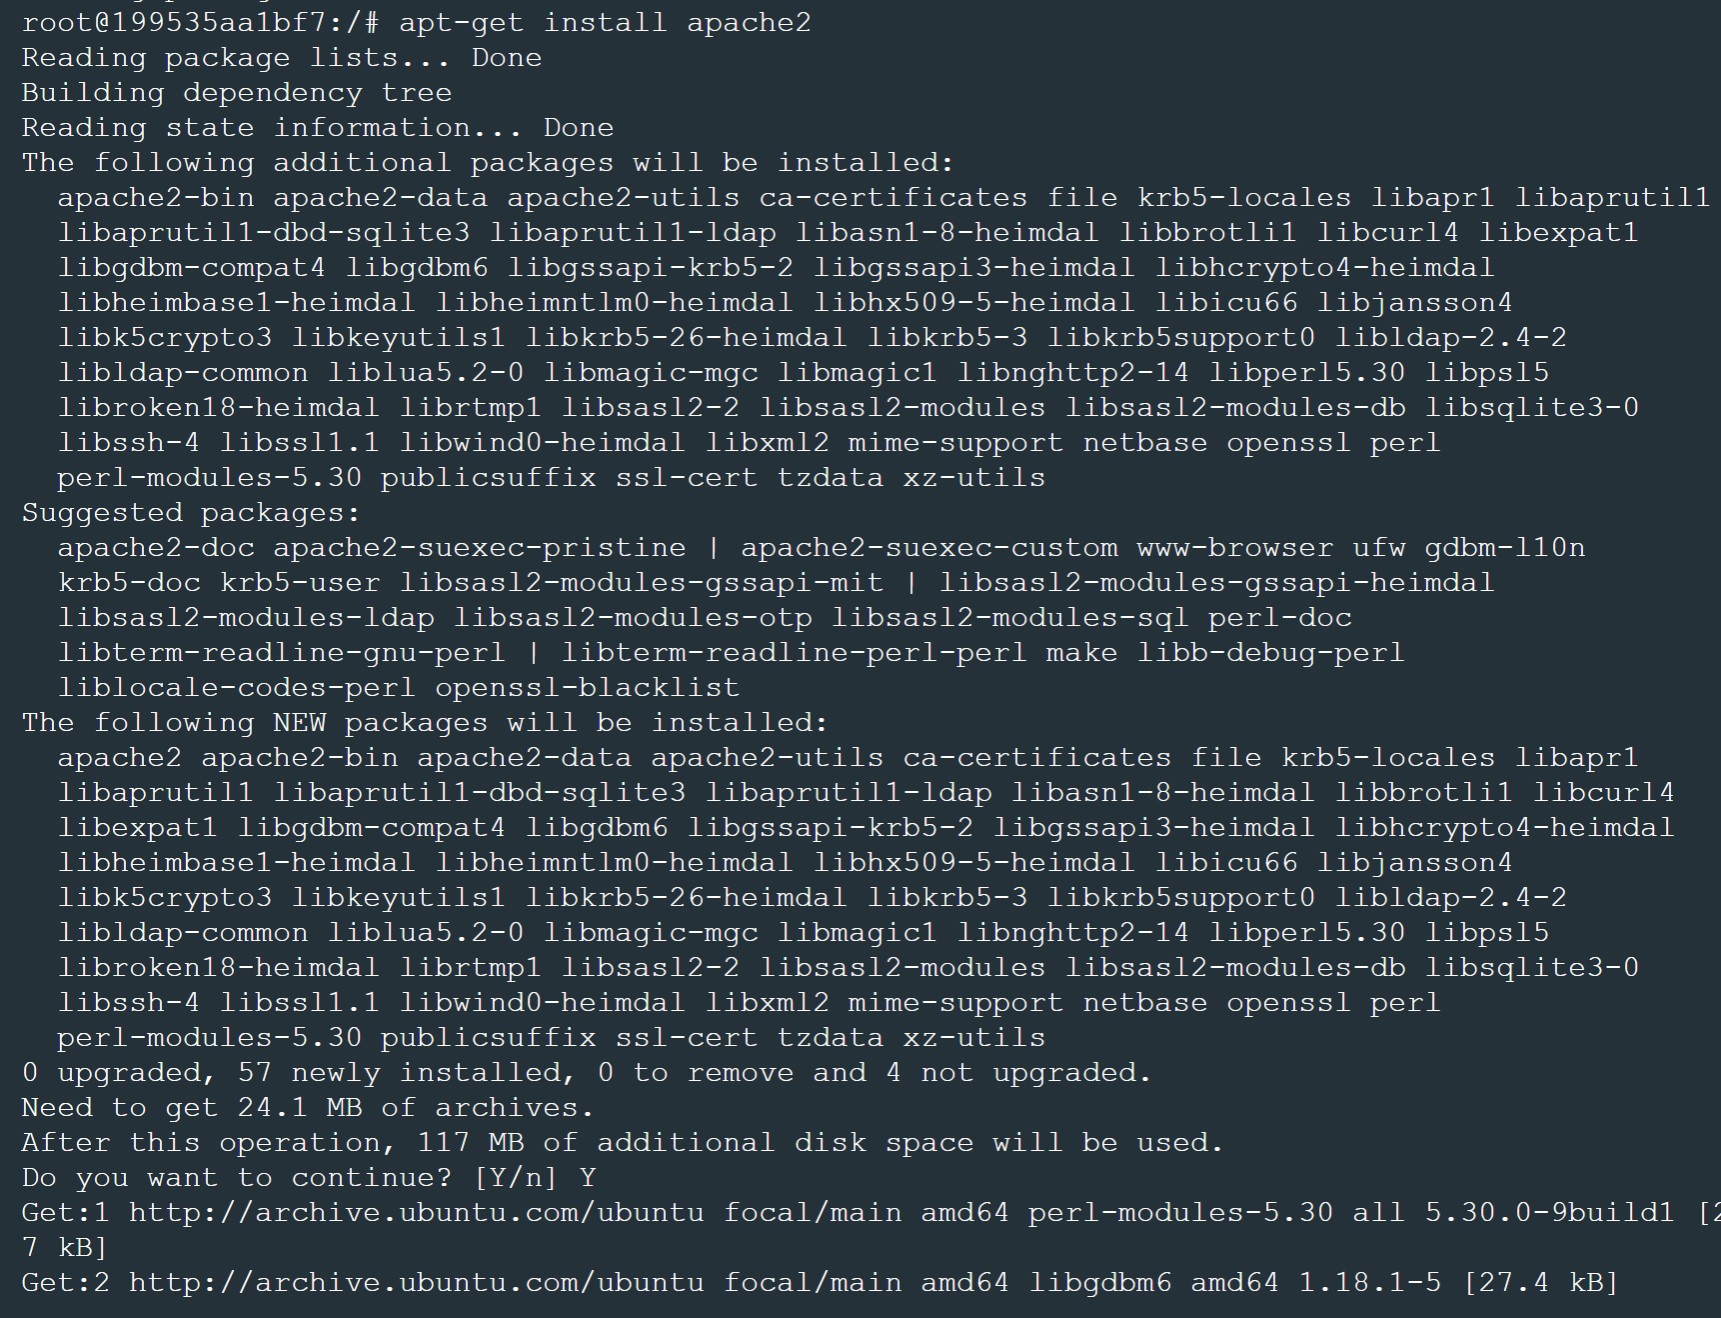 root@199535aa1bf7:/# apt-get install apache2
Reading package lists... Done
Building dependency tree
Reading state information... Done
The following additional packages will be installed:
  apache2-bin apache2-data apache2-utils ca-certificates file krb5-locales libapr1 libaprutil1
  libaprutil1-dbd-sqlite3 libaprutil1-ldap libasn1-8-heimdal libbrotli1 libcurl4 libexpat1
  libgdbm-compat4 libgdbm6 libgssapi-krb5-2 libgssapi3-heimdal libhcrypto4-heimdal
  libheimbase1-heimdal libheimntlm0-heimdal libhx509-5-heimdal libicu66 libjansson4
  libk5crypto3 libkeyutils1 libkrb5-26-heimdal libkrb5-3 libkrb5support0 libldap-2.4-2
  libldap-common liblua5.2-0 libmagic-mgc libmagic1 libnghttp2-14 libperl5.30 libpsl5
  libroken18-heimdal librtmp1 libsasl2-2 libsasl2-modules libsasl2-modules-db libsqlite3-0
  libssh-4 libssl1.1 libwind0-heimdal libxml2 mime-support netbase openssl perl
  perl-modules-5.30 publicsuffix ssl-cert tzdata xz-utils
Suggested packages:
  apache2-doc apache2-suexec-pristine | apache2-suexec-custom www-browser ufw gdbm-l10n
  krb5-doc krb5-user libsasl2-modules-gssapi-mit | libsasl2-modules-gssapi-heimdal
  libsasl2-modules-ldap libsasl2-modules-otp libsasl2-modules-sql perl-doc
  libterm-readline-gnu-perl | libterm-readline-perl-perl make libb-debug-perl
  liblocale-codes-perl openssl-blacklist
The following NEW packages will be installed:
  apache2 apache2-bin apache2-data apache2-utils ca-certificates file krb5-locales libapr1
  libaprutil1 libaprutil1-dbd-sqlite3 libaprutil1-ldap libasn1-8-heimdal libbrotli1 libcurl4
  libexpat1 libgdbm-compat4 libgdbm6 libgssapi-krb5-2 libgssapi3-heimdal libhcrypto4-heimdal
  libheimbase1-heimdal libheimntlm0-heimdal libhx509-5-heimdal libicu66 libjansson4
  libk5crypto3 libkeyutils1 libkrb5-26-heimdal libkrb5-3 libkrb5support0 libldap-2.4-2
  libldap-common liblua5.2-0 libmagic-mgc libmagic1 libnghttp2-14 libperl5.30 libpsl5
  libroken18-heimdal librtmp1 libsasl2-2 libsasl2-modules libsasl2-modules-db libsqlite3-0
  libssh-4 libssl1.1 libwind0-heimdal libxml2 mime-support netbase openssl perl
  perl-modules-5.30 publicsuffix ssl-cert tzdata xz-utils
0 upgraded, 57 newly installed, 0 to remove and 4 not upgraded.
Need to get 24.1 MB of archives.
After this operation, 117 MB of additional disk space will be used.
Do you want to continue? [Y/n] Y
Get:1 http://archive.ubuntu.com/ubuntu focal/main amd64 perl-modules-5.30 all 5.30.0-9build1 [2
7 kB]
Get:2 http://archive.ubuntu.com/ubuntu focal/main amd64 libgdbm6 amd64 1.18.1-5 [27.4 kB]